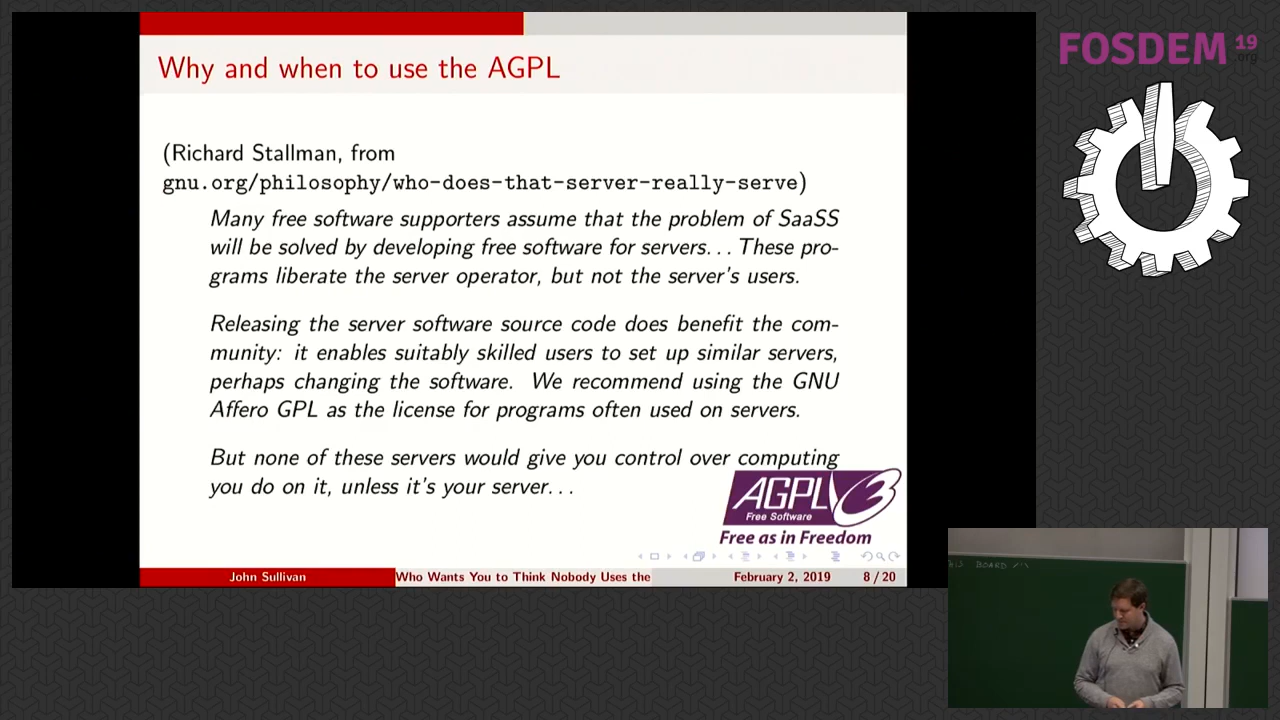 FOSDEM 19
.org
Why and when to use the AGPL
(Richard Stallman, from
gnu.org/philosophy/who-does-that-server-really-serve)
Many free software supporters assume that the problem of SaaSS
will be solved by developing free software for servers. . . These pro-
grams liberate the server operator, but not the server's users.
Releasing the server software source code does benefit the com-
munity: it enables suitably skilled users to set up similar servers,
perhaps changing the software. We recommend using the GNU
Affero GPL as the license for programs often used on servers.
But none of these servers would give you control over computing
you do on it, unless it's your server. . .
AGPLv3
Free Software
Free as in Freedom
John Sullivan
Who Wants You to Think Nobody Uses the
February 2, 2019
8 / 20
BOARD